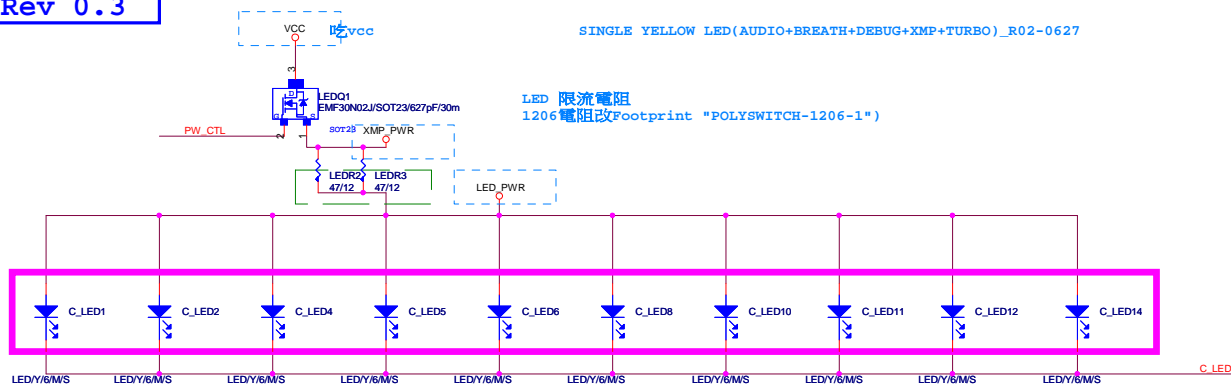 Rev 0.3
VCC
吃vcc
SINGLE YELLOW LED(AUDIO+BREATH+DEBUG+XMP+TURBO)_R02-0627
3
D
G
S
LEDQ1
EMF30N02J/SOT23/627pF/30m
LED 限流電阻
1206電阻改Footprint "POLYSWITCH-1206-1")
PW_CTL
2
1
SOT23
XMP_PWR
LEDR2
47/12
LEDR3
47/12
LED_PWR
C_LED1
C_LED2
C_LED4
C_LED5
C_LED6
C_LED8
C_LED10
C_LED11
C_LED12
C_LED14
C_LED
LED/Y/6/M/S
LED/Y/6/M/S
LED/Y/6/M/S
LED/Y/6/M/S
LED/Y/6/M/S
LED/Y/6/M/S
LED/Y/6/M/S
LED/Y/6/M/S
LED/Y/6/M/S
LED/Y/6/M/S